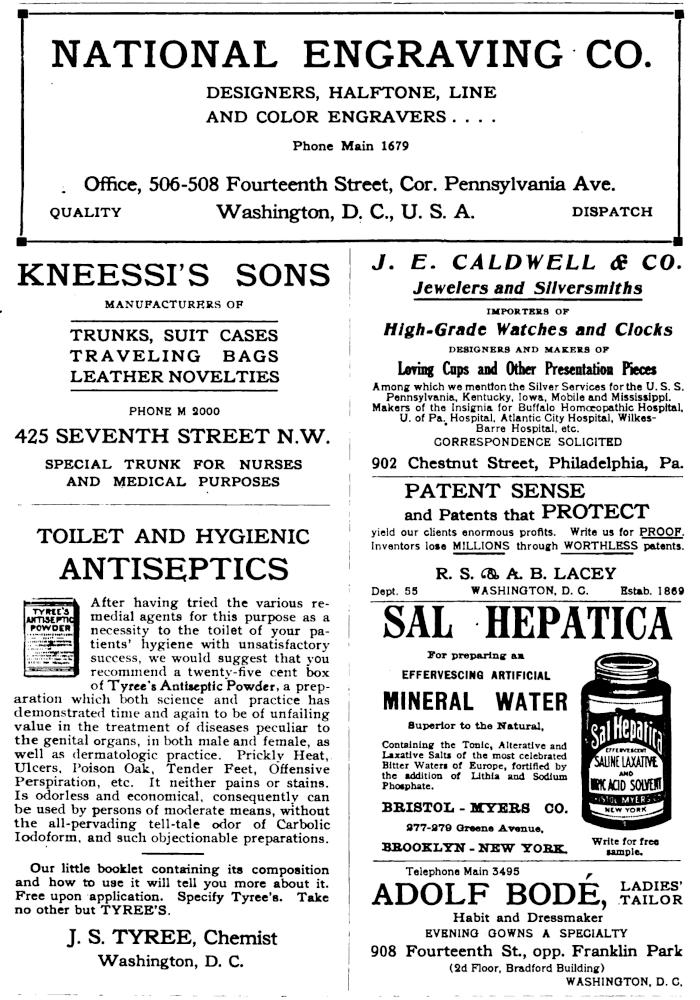 NATIONAL ENGRAVING CO.
DESIGNERS, HALFTONE, LINE
AND COLOR ENGRAVERS . . . .
Phone Main 1679
Office, 506-508 Fourteenth Street, Cor. Pennsylvania Ave.
QUALITY Washington, D. C., U. S. A. DISPATCH
KNEESSI'S SONS
MANUFACTURERS OF
TRUNKS, SUIT CASES
TRAVELING BAGS
LEATHER NOVELTIES
PHONE M 2000
425 SEVENTH STREET N.W.
SPECIAL TRUNK FOR NURSES
AND MEDICAL PURPOSES
TOILET AND HYGIENIC
ANTISEPTICS
TYREE'S
ANTISEPTIC
POWDER
After having tried the various re-
medial agents for this purpose as a
necessity to the toilet of your pa-
tients' hygiene with unsatisfactory
success, we would suggest that you
recommend a twenty-five cent box
of Tyree's Antiseptic Powder, a prep-
aration which both science and practice has
demonstrated time and again to be of unfailing
value in the treatment of diseases peculiar to
the genital organs, in both male and female, as
well as dermatologic practice. Prickly Heat,
Ulcers, Poison Oak, Tender Feet, Offensive
Perspiration, etc. It neither pains or stains.
Is odorless and economical, consequently can
be used by persons of moderate means, without
the all-pervading tell-tale odor of Carbolic
Iodoform, and such objectionable preparations.
Our little booklet containing its composition
and how to use it will tell you more about it.
Free upon application. Specify Tyree's. Take
no other but TYREE'S.
J. S. TYREE, Chemist
Washington, D. C.
J. E. CALDWELL & CO.
Jewelers and Silversmiths
IMPORTERS OF
High-Grade Watches and Clocks
DESIGNERS AND MAKERS OF
Loving Cups and Other Presentation Pieces
Among which we mention the Silver Services for the U. S. S.
Pennsylvania, Kentucky, Iowa, Mobile and Mississippi.
Makers of the Insignia for Buffalo Homœopathic Hospital,
U. of Pa. Hospital, Atlantic City Hospital, Wilkes-
Barre Hospital, etc.
CORRESPONDENCE SOLICITED
902 Chestnut Street, Philadelphia, Pa.
PATENT SENSE
and Patents that PROTECT
yield our clients enormous profits. Write us for PROOF.
Inventors lose MILLIONS through WORTHLESS patents.
R. S. & A. B. LACEY
Dept. 55 WASHINGTON, D. C. Estab. 1869
SAL HEPATICA
For preparing an
EFFERVESCING ARTIFICIAL
MINERAL WATER
Superior to the Natural,
Containing the Tonic, Alterative and
Laxative Salts of the most celebrated
Bitter Waters of Europe, fortified by
the addition of Lithia and Sodium
Phosphate.
BRISTOL - MYERS CO.
277-279 Greene Avenue,
BROOKLYN - NEW YORK.
Sal Hepatica
EFFERVESCENT
SALINE LAXATIVE
AND
URIC ACID SOLVENT
BRISTOL MYERS CO
NEW YORK
Write for free
sample.
Telephone Main 3495
ADOLF BODÉ, LADIES'
TAILOR
Habit and Dressmaker
EVENING GOWNS A SPECIALTY
908 Fourteenth St., opp. Franklin Park
(2d Floor, Bradford Building)
WASHINGTON, D. C.